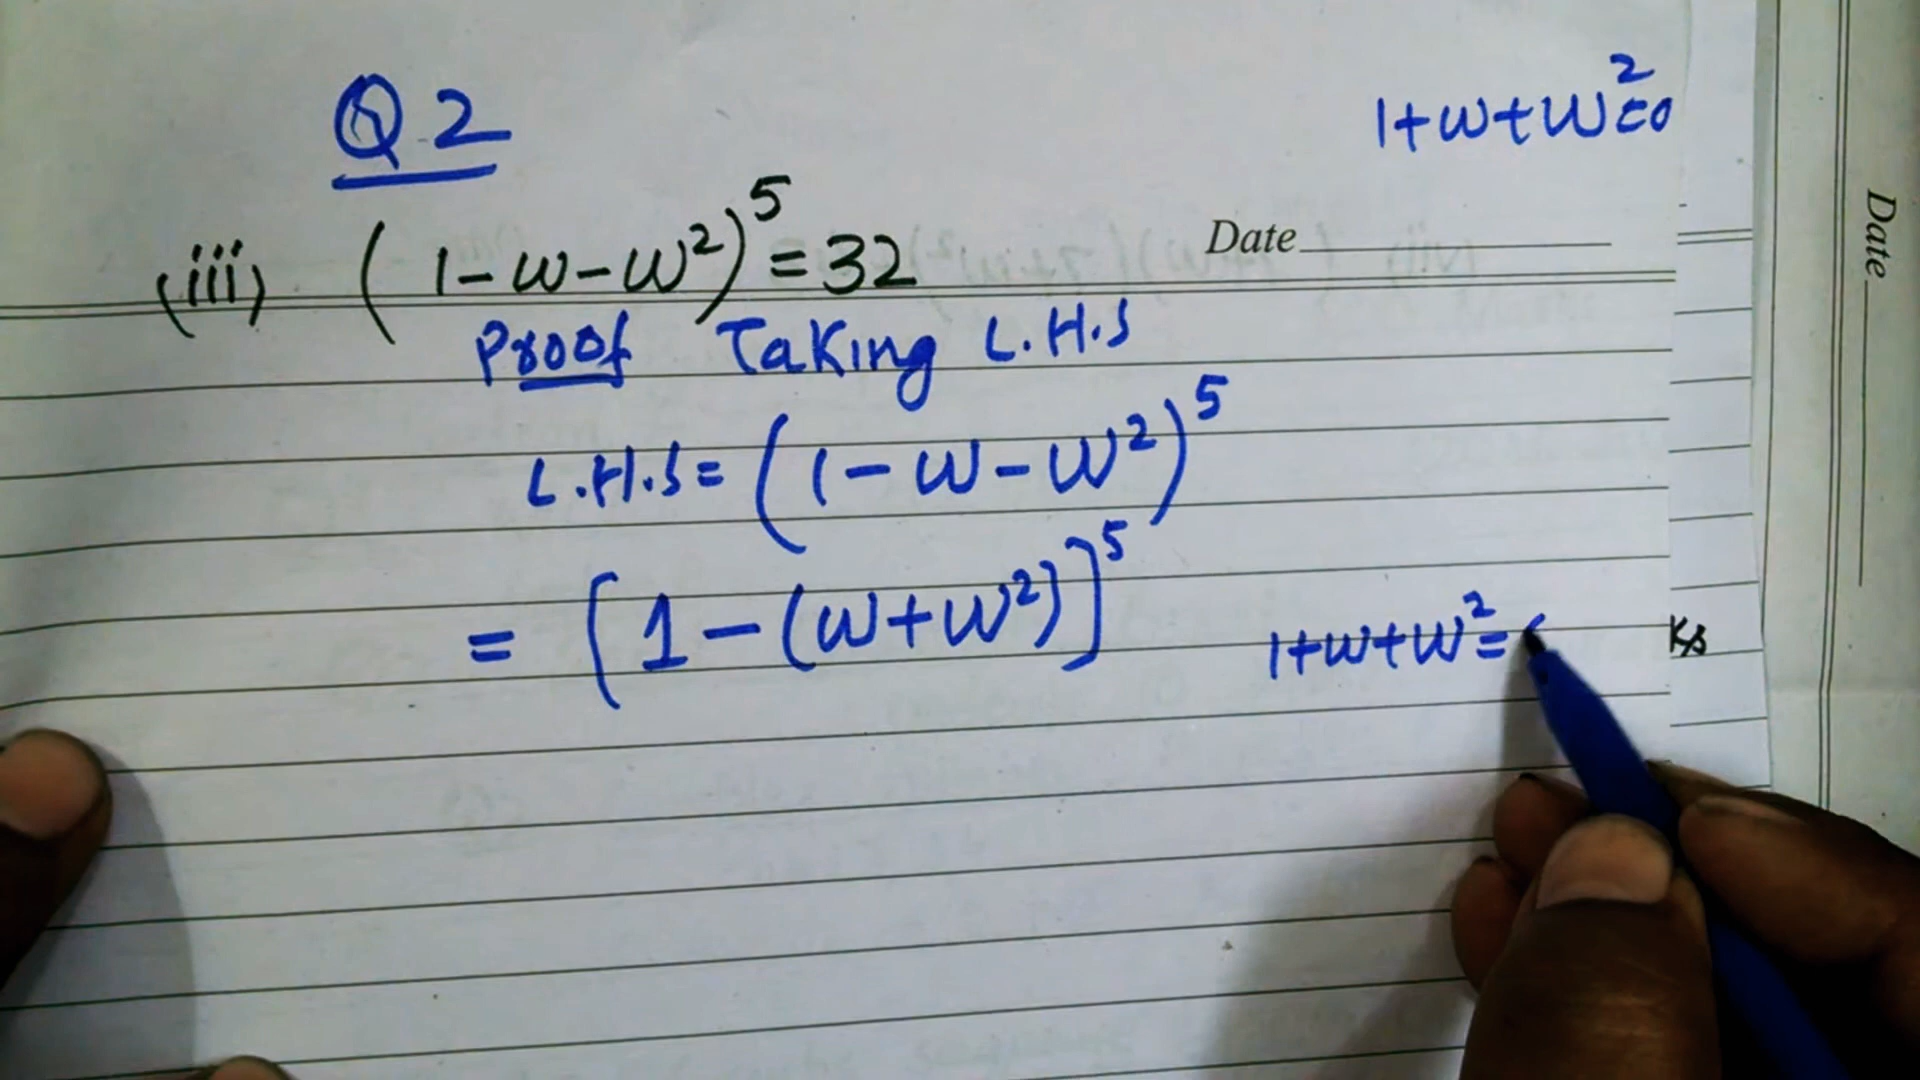 Q 2
1+ω+ω²=0
(iii) (1-ω-ω²)⁵=32
Date
Date
Proof Taking L.H.S
L.H.S= (1-ω-ω²)⁵
= [1-(ω+ω²)]⁵
1+ω+ω²=